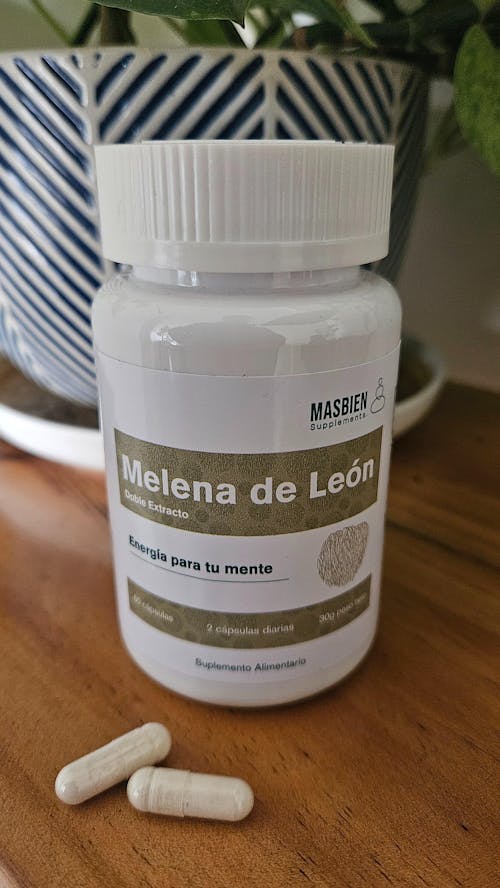 MASBIEN
Supplements.
Melena de León
Doble Extracto
Energía para tu mente
60 cápsulas 2 cápsulas diarias 30g peso neto
Suplemento Alimentario